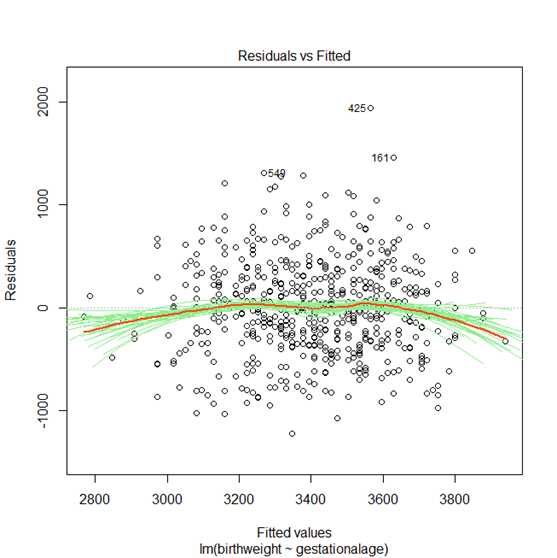 Residuals vs Fitted
Residuals
2000
1000
0
-1000
425
161
549
2800 3000 3200 3400 3600 3800
Fitted values
lm(birthweight ~ gestationalage)